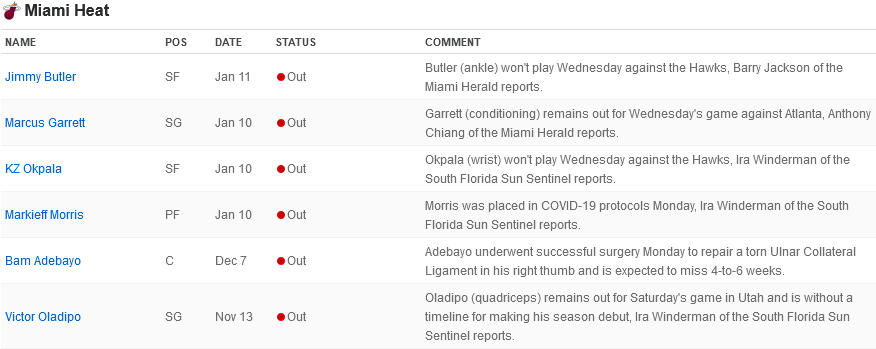 Miami Heat
NAME POS DATE STATUS COMMENT
Jimmy Butler SF Jan 11 Out Butler (ankle) won't play Wednesday against the Hawks, Barry Jackson of the
Miami Herald reports.
Marcus Garrett SG Jan 10 Out Garrett (conditioning) remains out for Wednesday's game against Atlanta, Anthony
Chiang of the Miami Herald reports.
KZ Okpala SF Jan 10 Out Okpala (wrist) won't play Wednesday against the Hawks, Ira Winderman of the
South Florida Sun Sentinel reports.
Markieff Morris PF Jan 10 Out Morris was placed in COVID-19 protocols Monday, Ira Winderman of the South
Florida Sun Sentinel reports.
Bam Adebayo C Dec 7 Out Adebayo underwent successful surgery Monday to repair a torn Ulnar Collateral
Ligament in his right thumb and is expected to miss 4-to-6 weeks.
Victor Oladipo SG Nov 13 Out Oladipo (quadriceps) remains out for Saturday's game in Utah and is without a
timeline for making his season debut, Ira Winderman of the South Florida Sun
Sentinel reports.